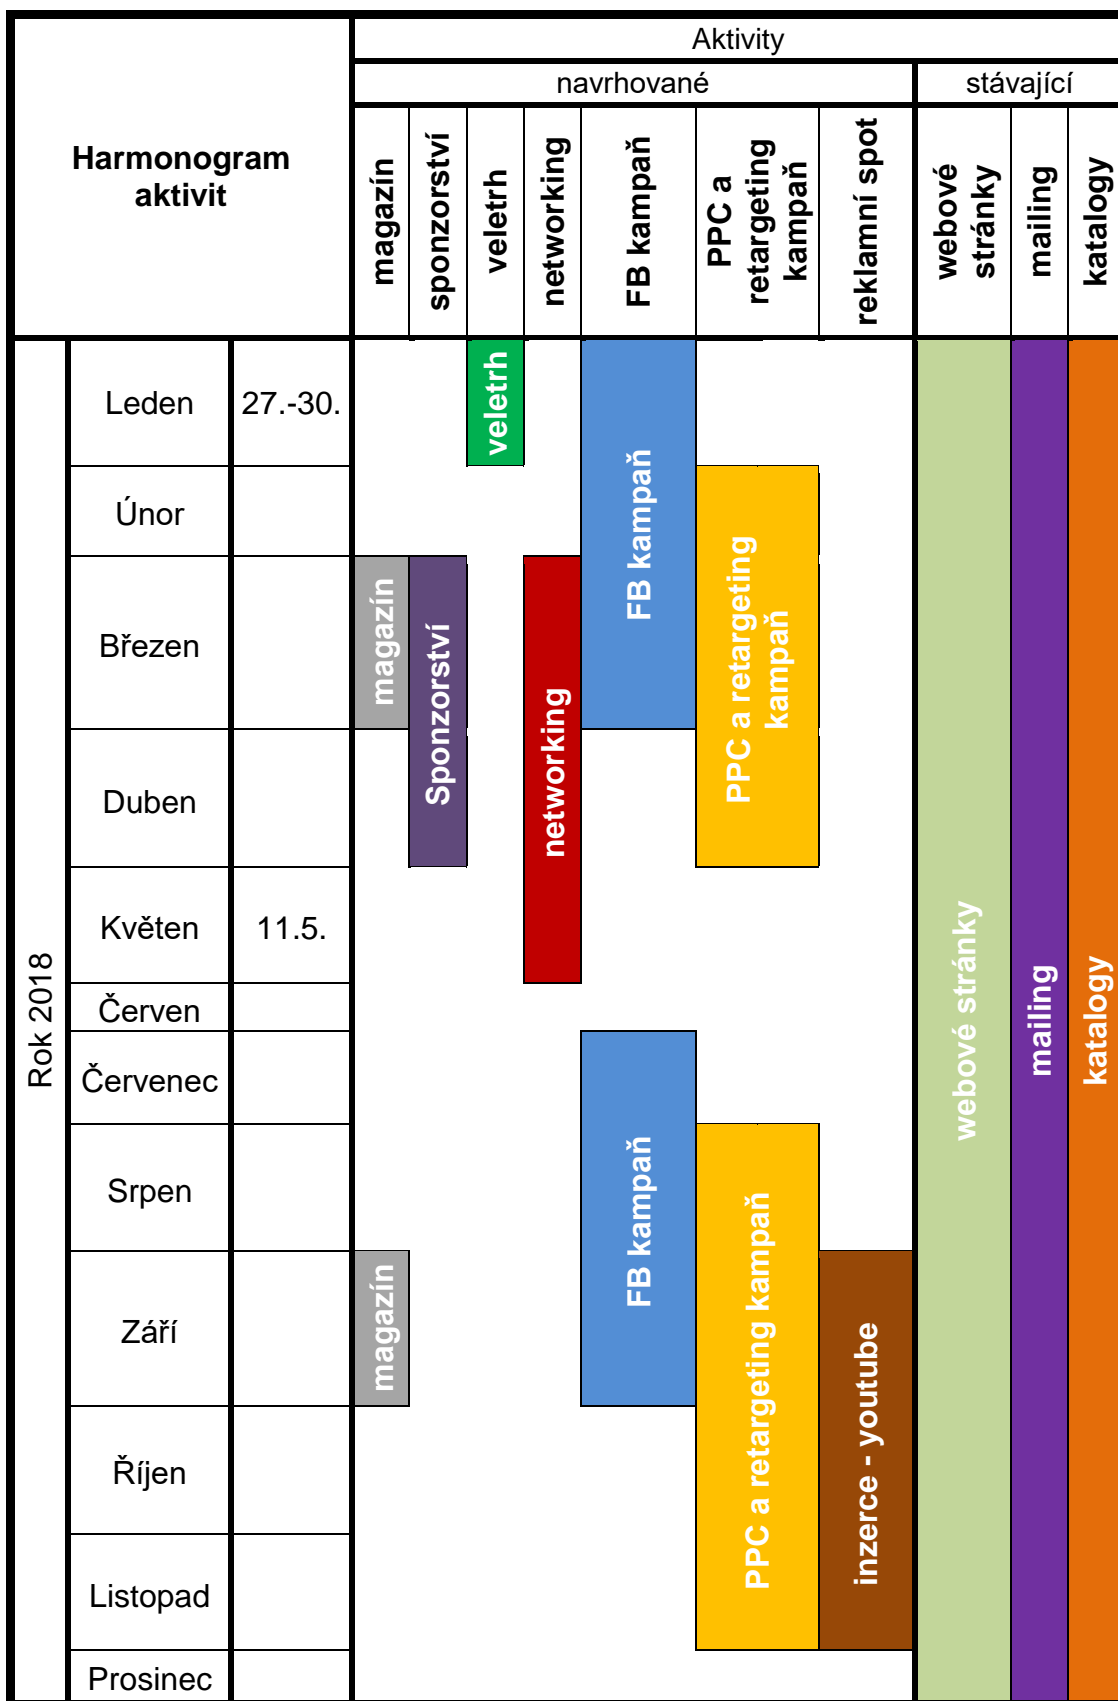 Harmonogram
aktivit
Aktivity
navrhované
stávající
magazín
sponzorství
veletrh
networking
FB kampaň
PPC a
retargeting
kampaň
reklamní spot
webové
stránky
mailing
katalogy
Rok 2018
Leden
27.-30.
Únor
Březen
Duben
Květen
11.5.
Červen
Červenec
Srpen
Září
Říjen
Listopad
Prosinec
magazín
magazín
Sponzorství
veletrh
networking
FB kampaň
FB kampaň
PPC a retargeting
kampaň
PPC a retargeting kampaň
inzerce - youtube
webové stránky
mailing
katalogy